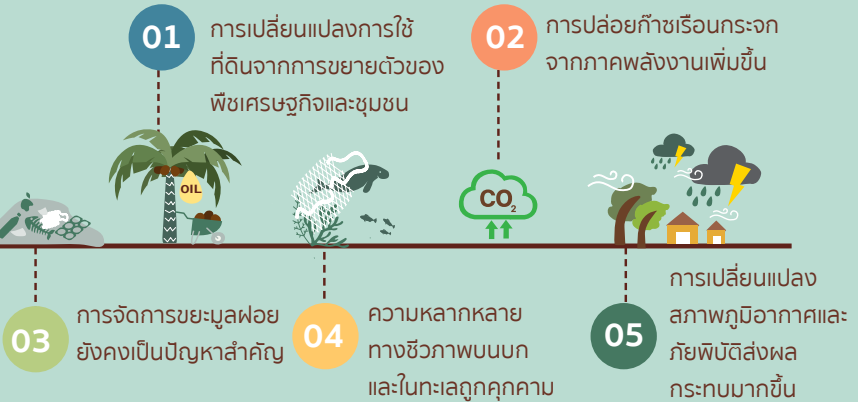 01
การเปลี่ยนแปลงการใช้
ที่ดินจากการขยายตัวของ
พืชเศรษฐกิจและชุมชน
02
การปล่อยก๊าซเรือนกระจก
จากภาคพลังงานเพิ่มขึ้น
OIL
CO₂
03
การจัดการขยะมูลฝอย
ยังคงเป็นปัญหาสำคัญ
04
ความหลากหลาย
ทางชีวภาพบนบก
และในทะเลถูกคุกคาม
05
การเปลี่ยนแปลง
สภาพภูมิอากาศและ
ภัยพิบัติส่งผล
กระทบมากขึ้น